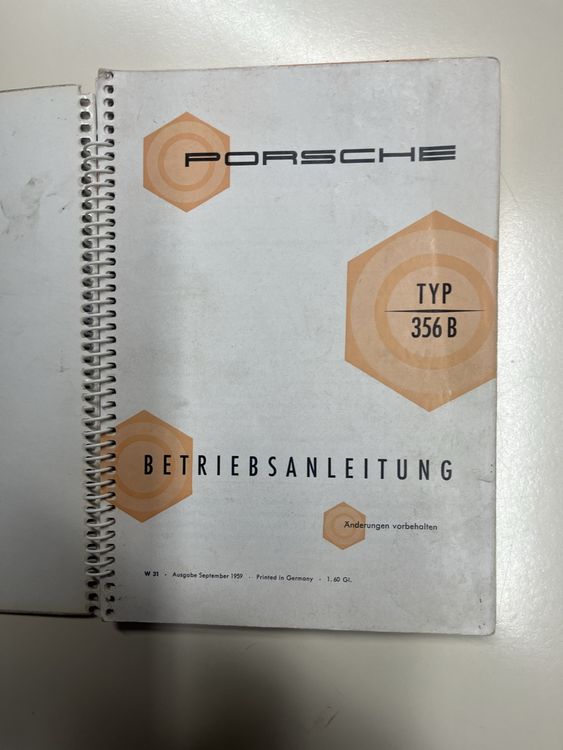 PORSCHE
TYP
356 B
BETRIEBSANLEITUNG
Änderungen vorbehalten
W 31 - Ausgabe September 1959 - Printed in Germany - 1. 60 Gl.